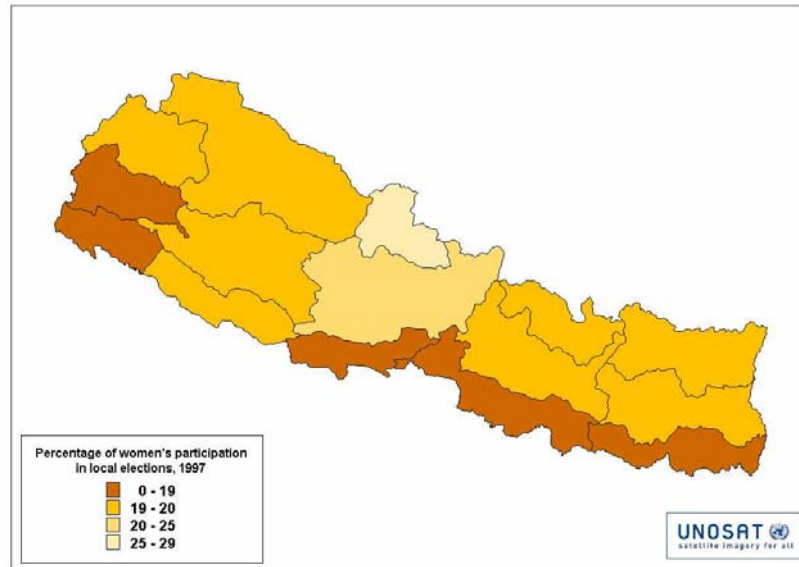 Percentage of women's participation
in local elections, 1997
0 - 19
19 - 20
20 - 25
25 - 29
UNOSAT
satellite imagery for all